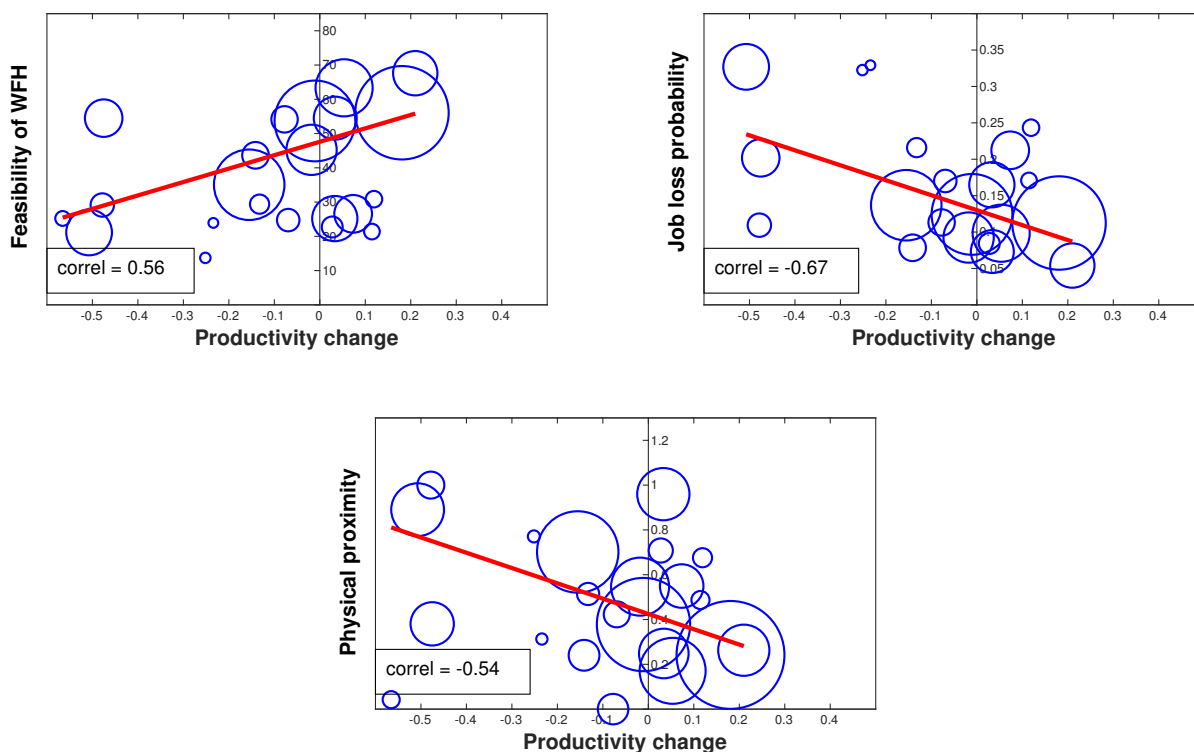 Feasibility of WFH
80
70
60
50
40
30
20
10
correl = 0.56
-0.5 -0.4 -0.3 -0.2 -0.1 0 0.1 0.2 0.3 0.4
Productivity change
Job loss probability
0.35
0.3
0.25
0.2
0.15
0.1
0.05
correl = -0.67
-0.5 -0.4 -0.3 -0.2 -0.1 0 0.1 0.2 0.3 0.4
Productivity change
Physical proximity
1.2
1
0.8
0.6
0.4
0.2
correl = -0.54
-0.5 -0.4 -0.3 -0.2 -0.1 0 0.1 0.2 0.3 0.4
Productivity change